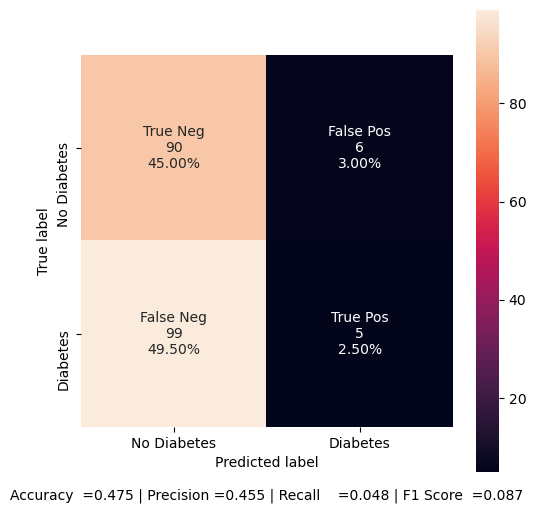 True Neg
90
45.00%
False Pos
6
3.00%
False Neg
99
49.50%
True Pos
5
2.50%
No Diabetes
Diabetes
True label
No Diabetes
Diabetes
Predicted label
80
60
40
20
Accuracy  =0.475 | Precision =0.455 | Recall    =0.048 | F1 Score  =0.087